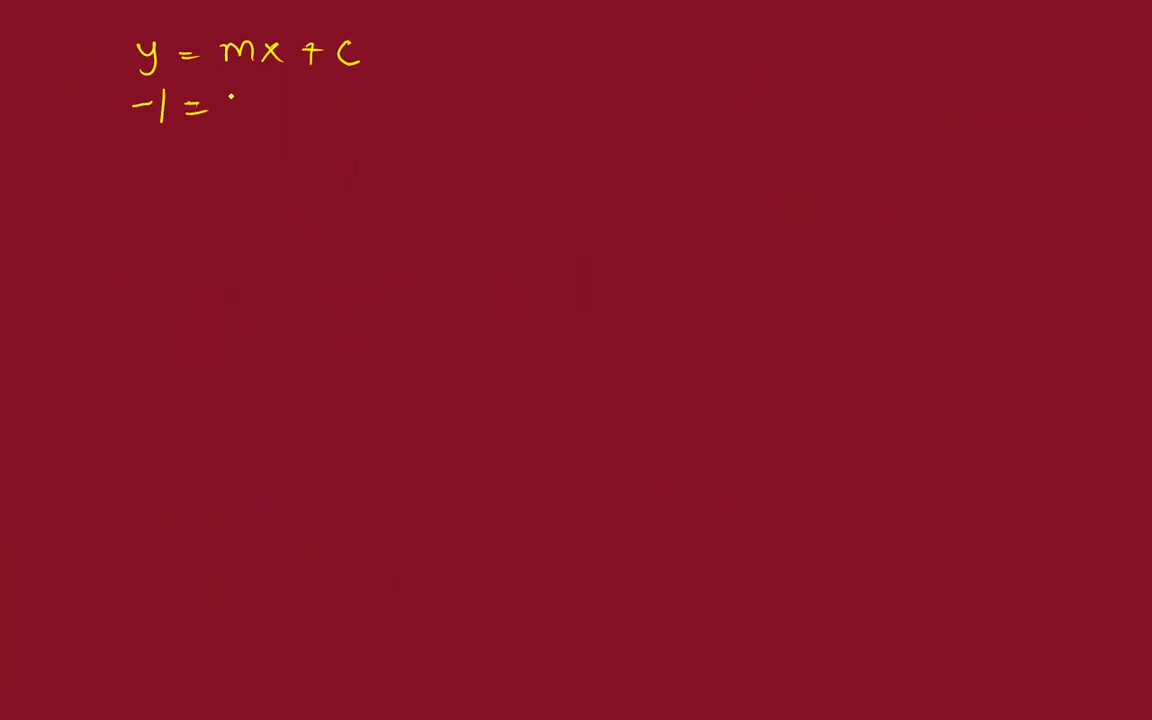 y = mx + c
-1 =